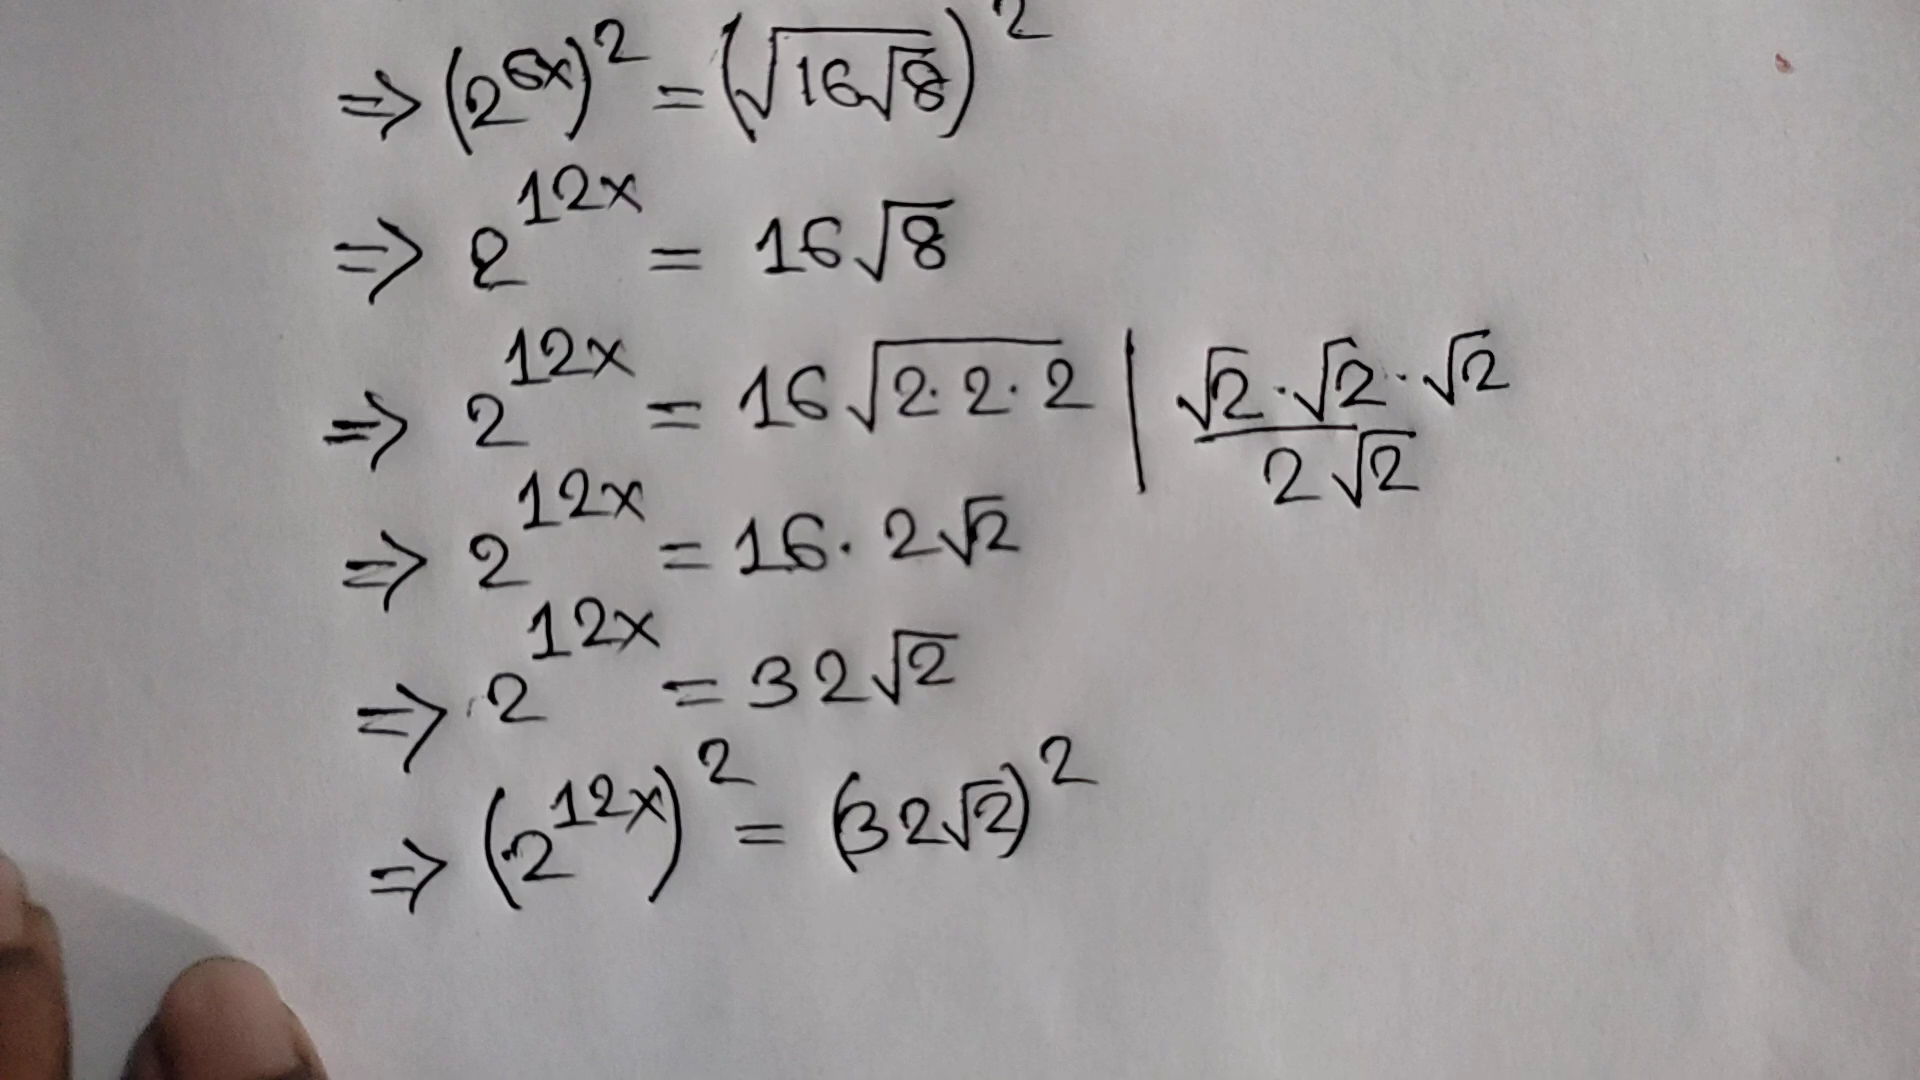 ⇒ (2^{6x})^2 = (√(16√8))^2
⇒ 2^{12x} = 16√8
⇒ 2^{12x} = 16√(2·2·2) | √2·√2·√2
2√2
⇒ 2^{12x} = 16·2√2
⇒ 2^{12x} = 32√2
⇒ (2^{12x})^2 = (32√2)^2